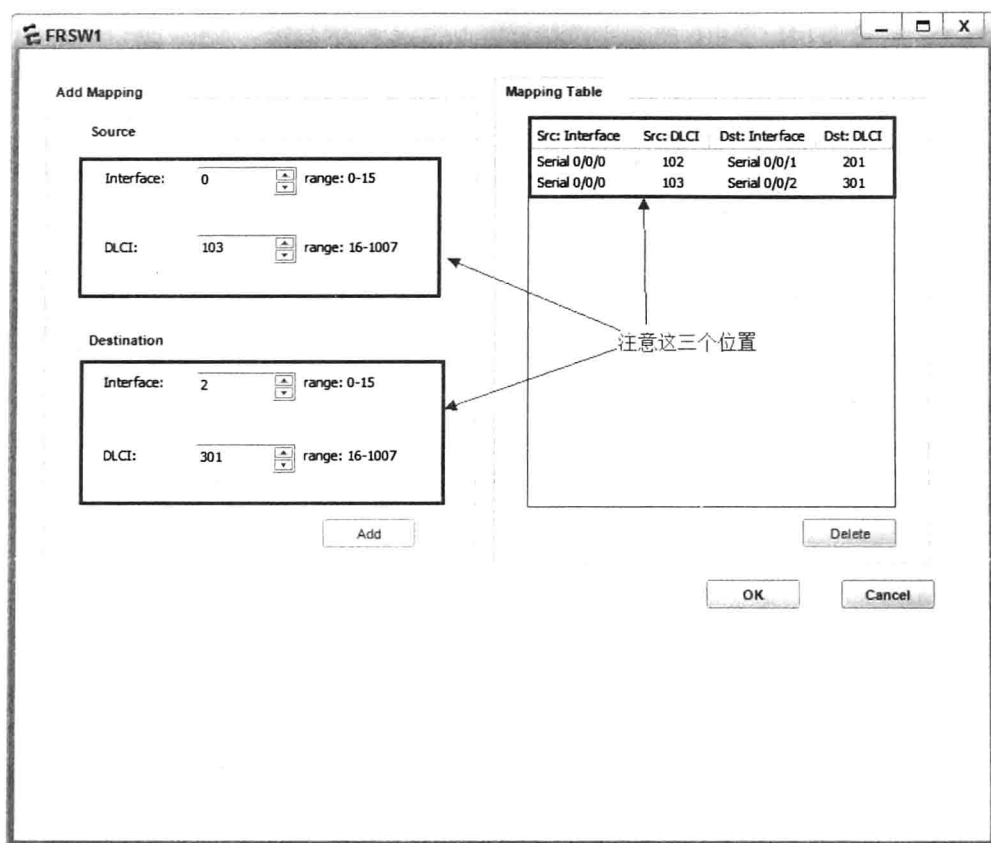 FRSW1
Add Mapping
Source
Interface: 0 range: 0-15
DLCI: 103 range: 16-1007
Destination
Interface: 2 range: 0-15
DLCI: 301 range: 16-1007
Add
Mapping Table
Src: Interface Src: DLCI Dst: Interface Dst: DLCI
Serial 0/0/0 102 Serial 0/0/1 201
Serial 0/0/0 103 Serial 0/0/2 301
注意这三个位置
Delete
OK Cancel